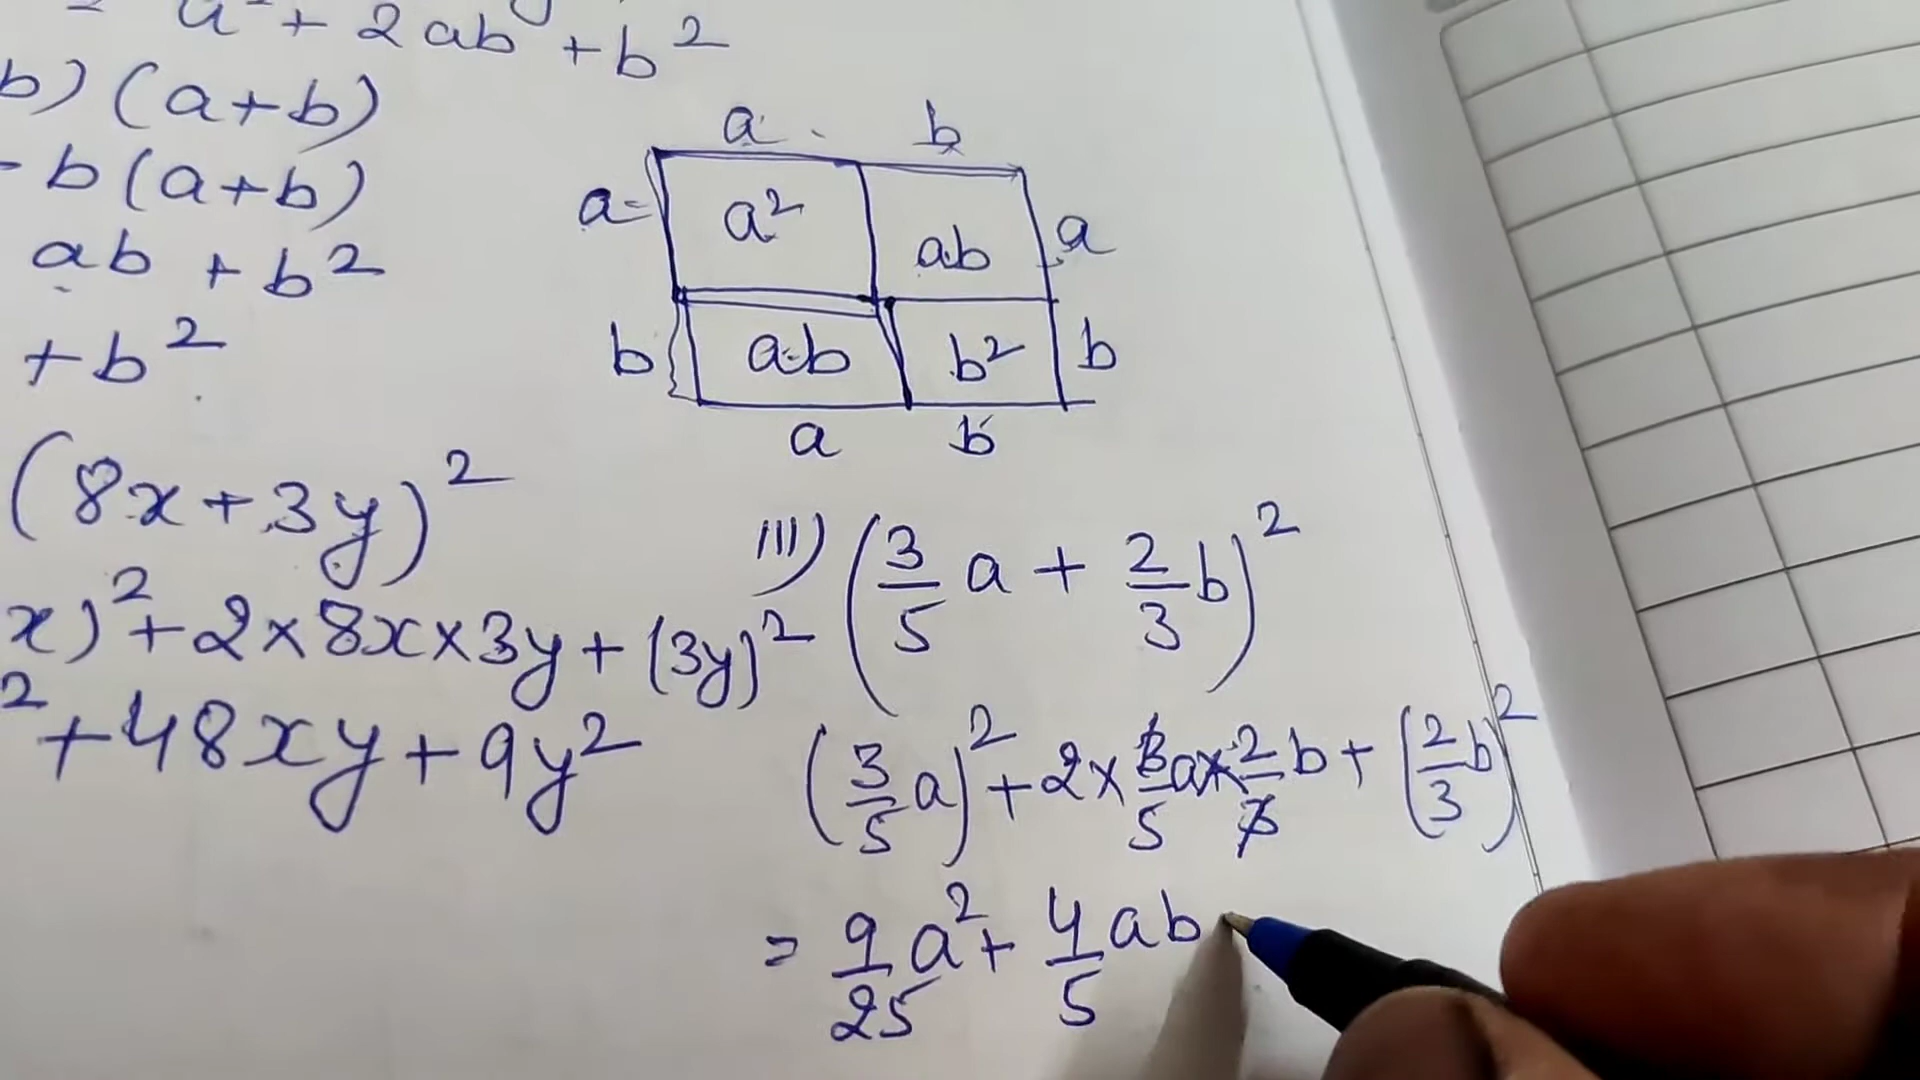 a² + 2ab + b²
b) (a+b)
- b(a+b)
ab + b²
+ b²
a b
a a² ab a
b ab b² b
a b
(8x + 3y)²
x)² + 2 × 8x × 3y + (3y)²
² + 48xy + 9y²
III) (3/5 a + 2/3 b)²
(3/5 a)² + 2 × 3/5 a × 2/3 b + (2/3 b)²
= 9/25 a² + 4/5 ab